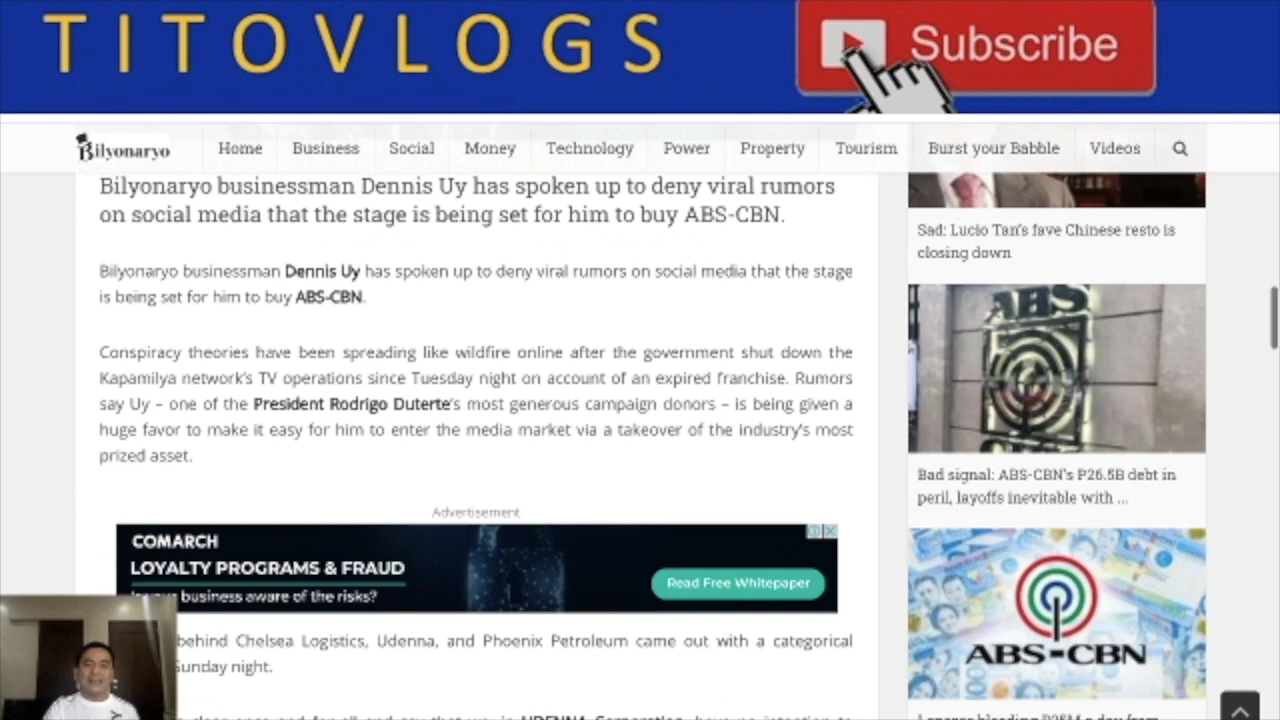 TITOVLOGS
Subscribe
Bilyonaryo
Home
Business
Social
Money
Technology
Power
Property
Tourism
Burst your Babble
Videos
Bilyonaryo businessman Dennis Uy has spoken up to deny viral rumors
on social media that the stage is being set for him to buy ABS-CBN.
Bilyonaryo businessman Dennis Uy has spoken up to deny viral rumors on social media that the stage
is being set for him to buy ABS-CBN.
Conspiracy theories have been spreading like wildfire online after the government shut down the
Kapamilya network's TV operations since Tuesday night on account of an expired franchise. Rumors
say Uy – one of the President Rodrigo Duterte's most generous campaign donors – is being given a
huge favor to make it easy for him to enter the media market via a takeover of the industry's most
prized asset.
Advertisement
COMARCH
LOYALTY PROGRAMS & FRAUD
business aware of the risks?
Read Free Whitepaper
behind Chelsea Logistics, Udenna, and Phoenix Petroleum came out with a categorical
Sunday night.
Sad: Lucio Tan's fave Chinese resto is
closing down
ABS
Bad signal: ABS-CBN's P26.5B debt in
peril, layoffs inevitable with ...
ABS-CBN